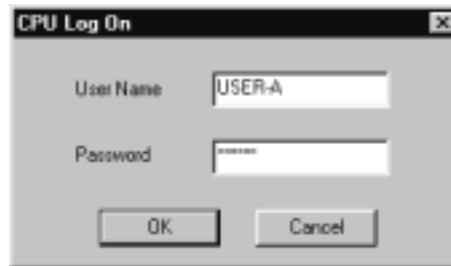 CPU Log On
User Name
USER-A
Password
******
OK
Cancel